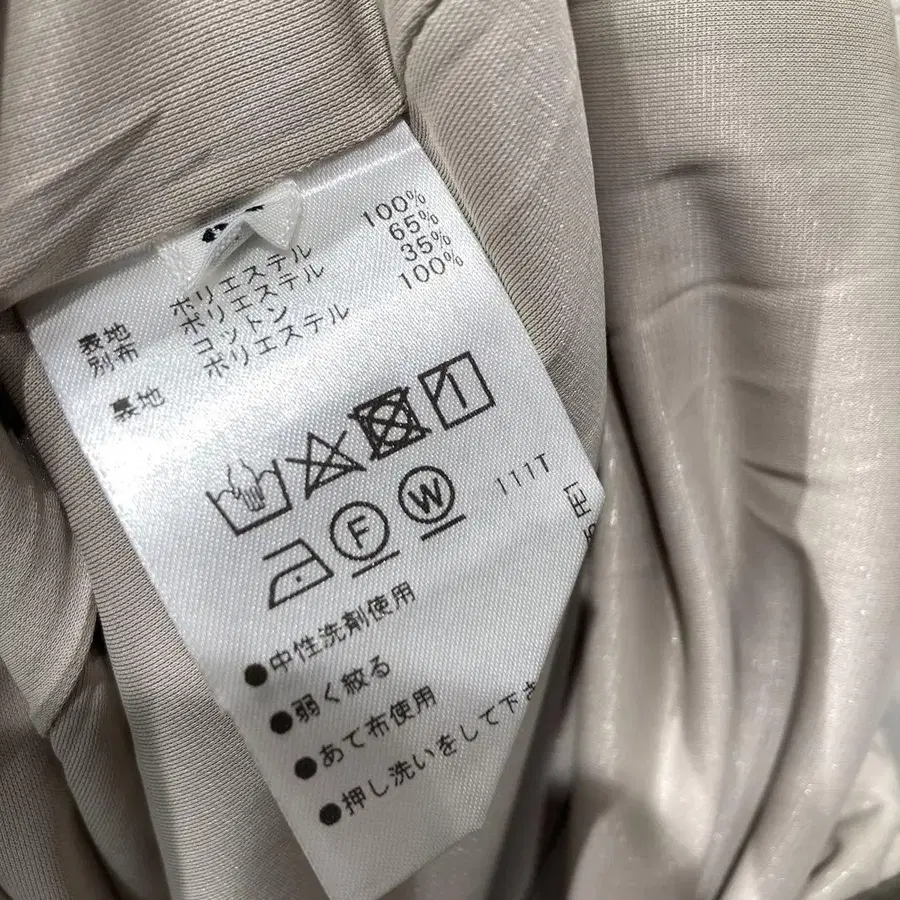 表地 ポリエステル 100%
別布 ポリエステル 65%
コットン 35%
裏地 ポリエステル 100%
F W 111T
●中性洗剤使用
●弱く絞る
●あて布使用
●押し洗いをして下さ